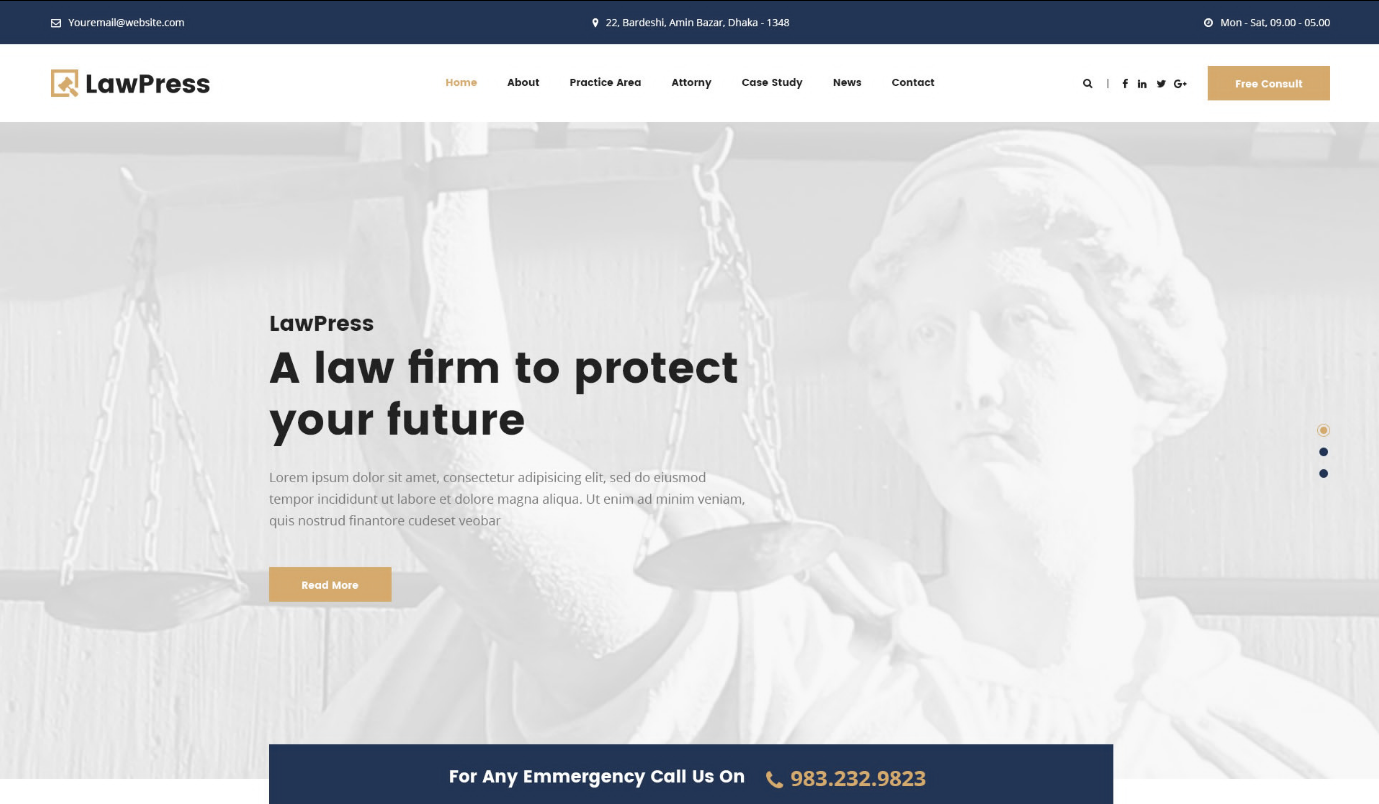 Youremail@website.com
22, Bardeshi, Amin Bazar, Dhaka - 1348
Mon - Sat, 09.00 - 05.00
LawPress
Home About Practice Area Attorny Case Study News Contact
Free Consult
LawPress
A law firm to protect
your future
Lorem ipsum dolor sit amet, consectetur adipisicing elit, sed do eiusmod
tempor incididunt ut labore et dolore magna aliqua. Ut enim ad minim veniam,
quis nostrud finantore cudeset veobar
Read More
For Any Emmergency Call Us On 983.232.9823